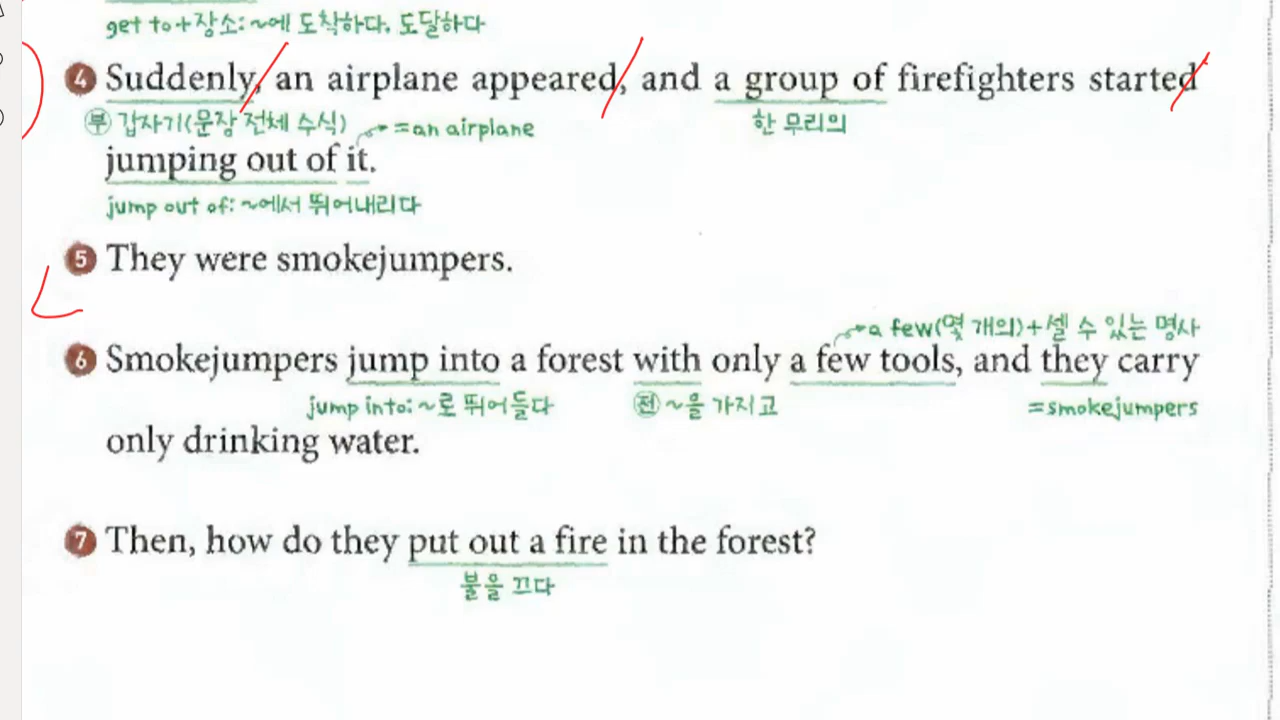 get to+장소: ~에 도착하다, 도달하다
4 Suddenly, an airplane appeared, and a group of firefighters started
부 갑자기(문장 전체 수식) =an airplane 한 무리의
jumping out of it.
jump out of: ~에서 뛰어내리다
5 They were smokejumpers.
a few(몇 개의)+셀 수 있는 명사
6 Smokejumpers jump into a forest with only a few tools, and they carry
jump into: ~로 뛰어들다 전 ~을 가지고 =smokejumpers
only drinking water.
7 Then, how do they put out a fire in the forest?
불을 끄다